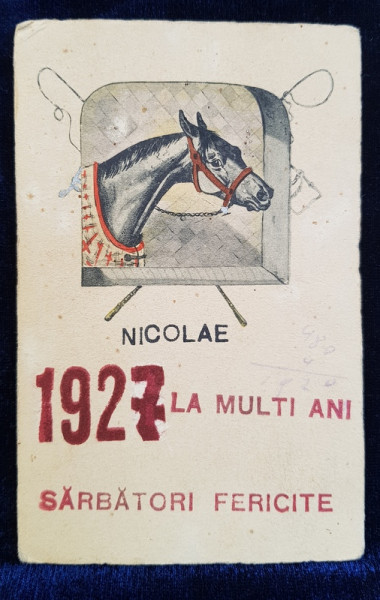 NICOLAE
1927 LA MULTI ANI
SĂRBĂTORI FERICITE